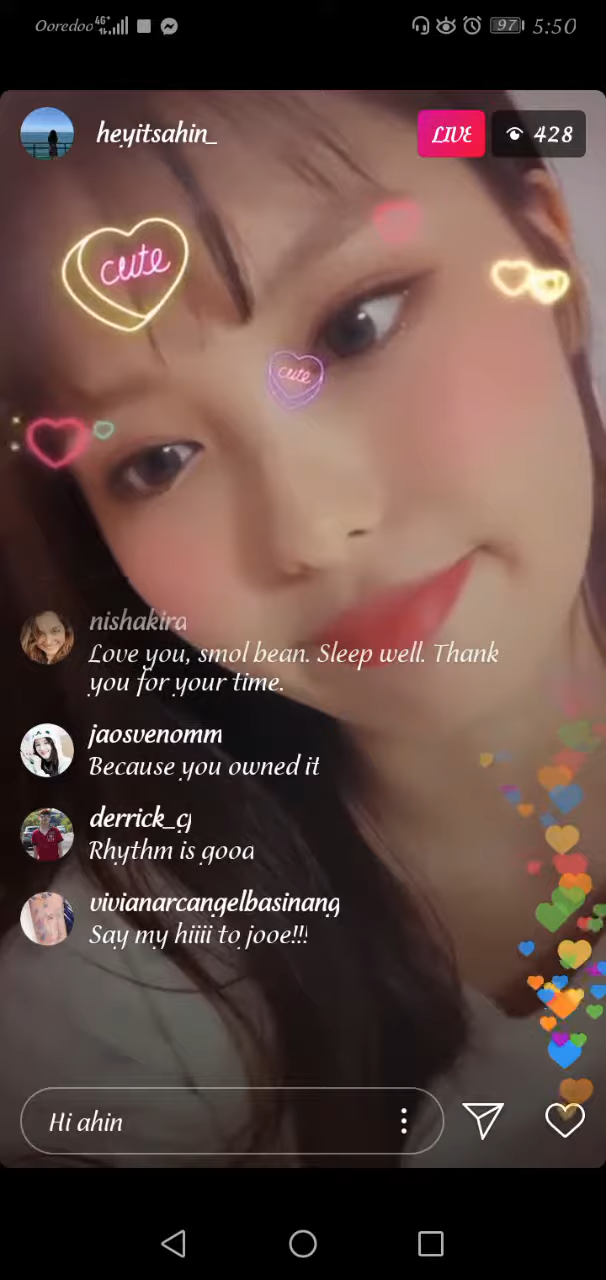 Ooredoo 4G+ 97 5:50
heyitsahin_ LIVE 428
cute
cute
nishakira
Love you, smol bean. Sleep well. Thank
you for your time.
jaosvenomm
Because you owned it
derrick_cj
Rhythm is good
vivianarcangelbasinang
Say my hiiii to jooe!!!
Hi ahin